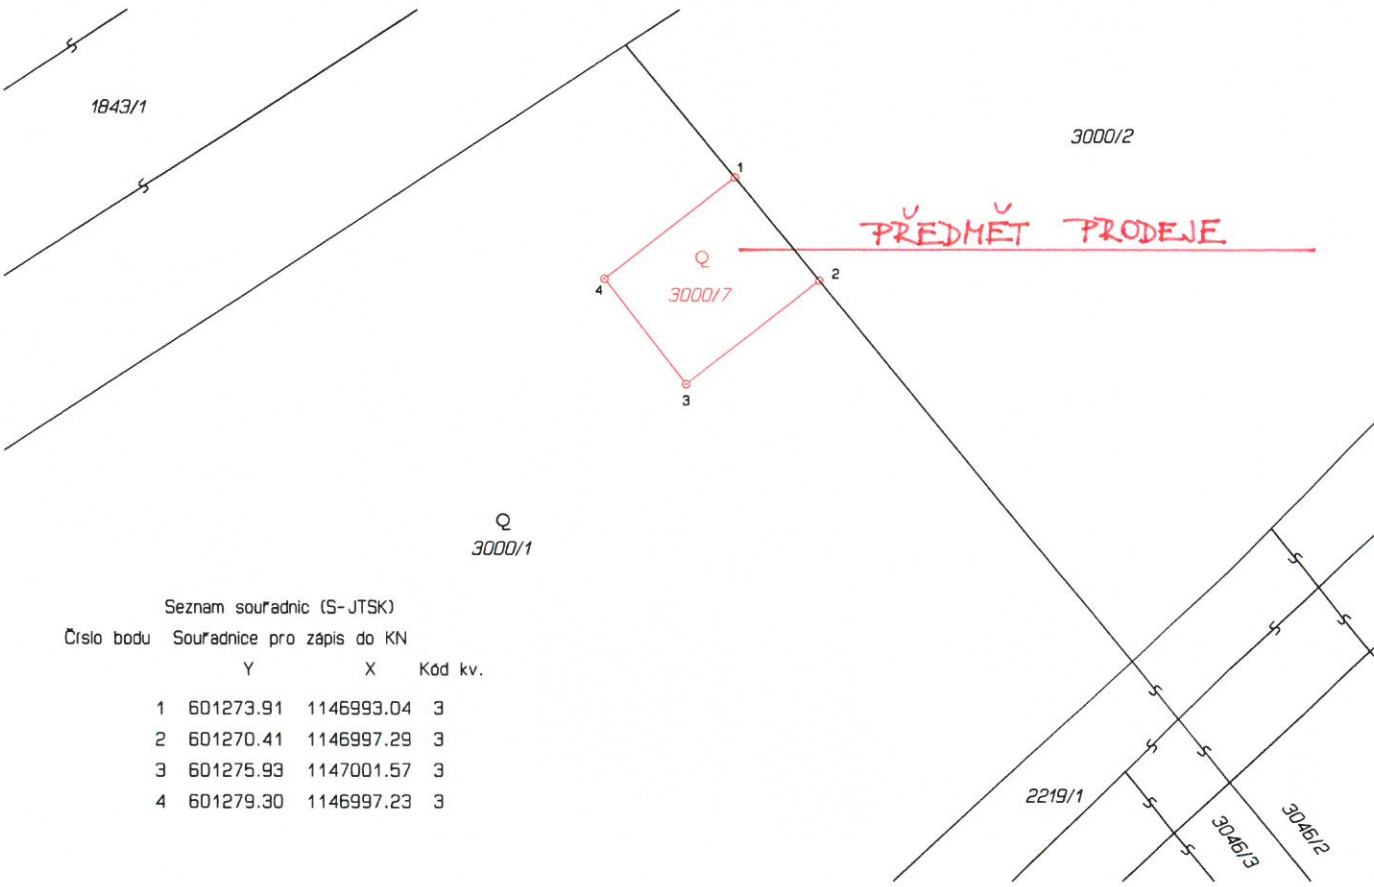 1843/1
3000/2
1
PŘEDMĚT PRODEJE
2
3000/7
4
3
3000/1
Seznam souřadnic (S-JTSK)
Číslo bodu Souřadnice pro zápis do KN
Y X Kód kv.
1 601273.91 1146993.04 3
2 601270.41 1146997.29 3
3 601275.93 1147001.57 3
4 601279.30 1146997.23 3
2219/1
3046/3
3046/2